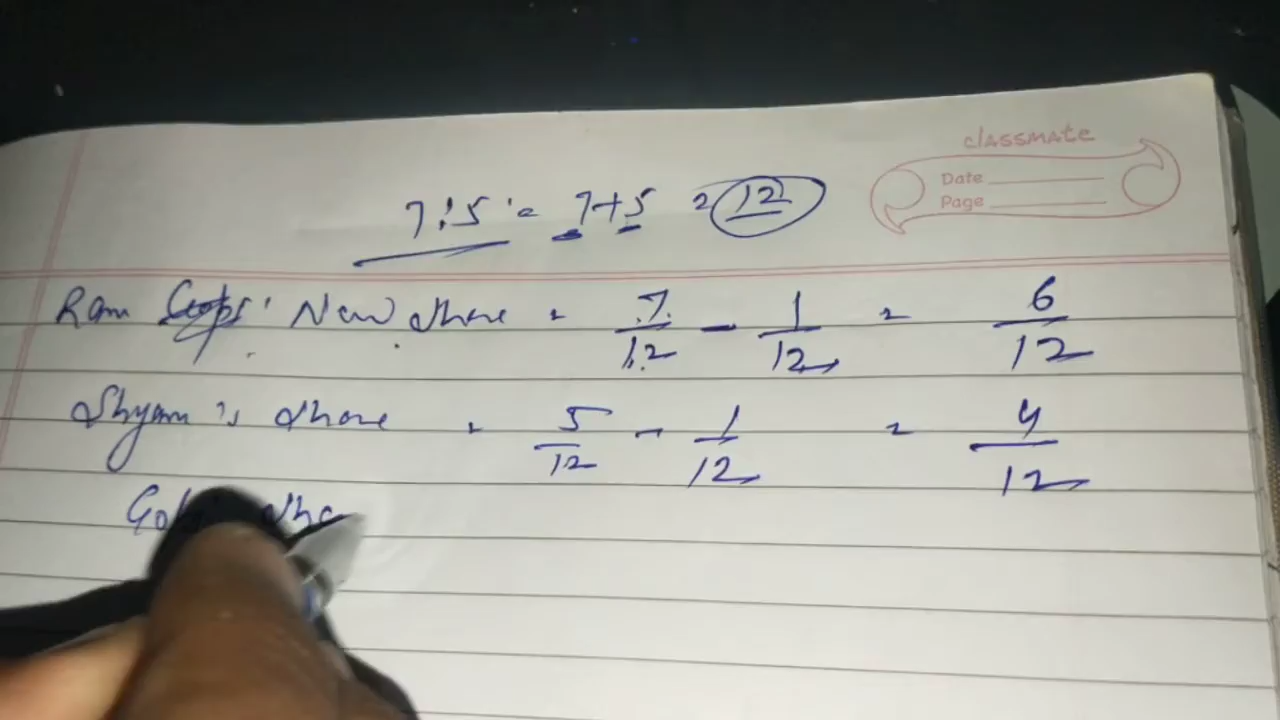 classmate
Date
Page
7:5 = 7+5 = 12
Ram New share = 7/12 - 1/12 = 6/12
Shyam's share = 5/12 - 1/12 = 4/12